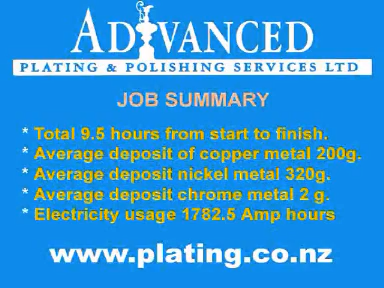 ADVANCED
PLATING & POLISHING SERVICES LTD
JOB SUMMARY
* Total 9.5 hours from start to finish.
* Average deposit of copper metal 200g.
* Average deposit nickel metal 320g.
* Average deposit chrome metal 2 g.
* Electricity usage 1782.5 Amp hours
www.plating.co.nz